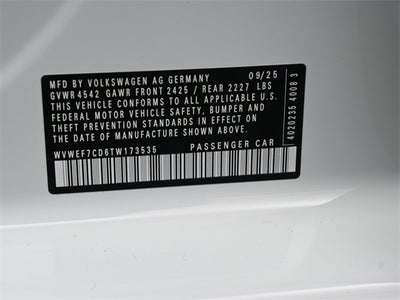 MFD BY VOLKSWAGEN AG GERMANY 09/25
GVWR 4542 GAWR FRONT 2425 / REAR 2227 LBS
THIS VEHICLE CONFORMS TO ALL APPLICABLE U.S.
FEDERAL MOTOR VEHICLE SAFETY, BUMPER AND
THEFT PREVENTION STANDARDS IN EFFECT ON
THE DATE OF MANUFACTURE SHOWN ABOVE.
WVWEF7CD6TW173535 PASSENGER CAR
4020235 4008 3